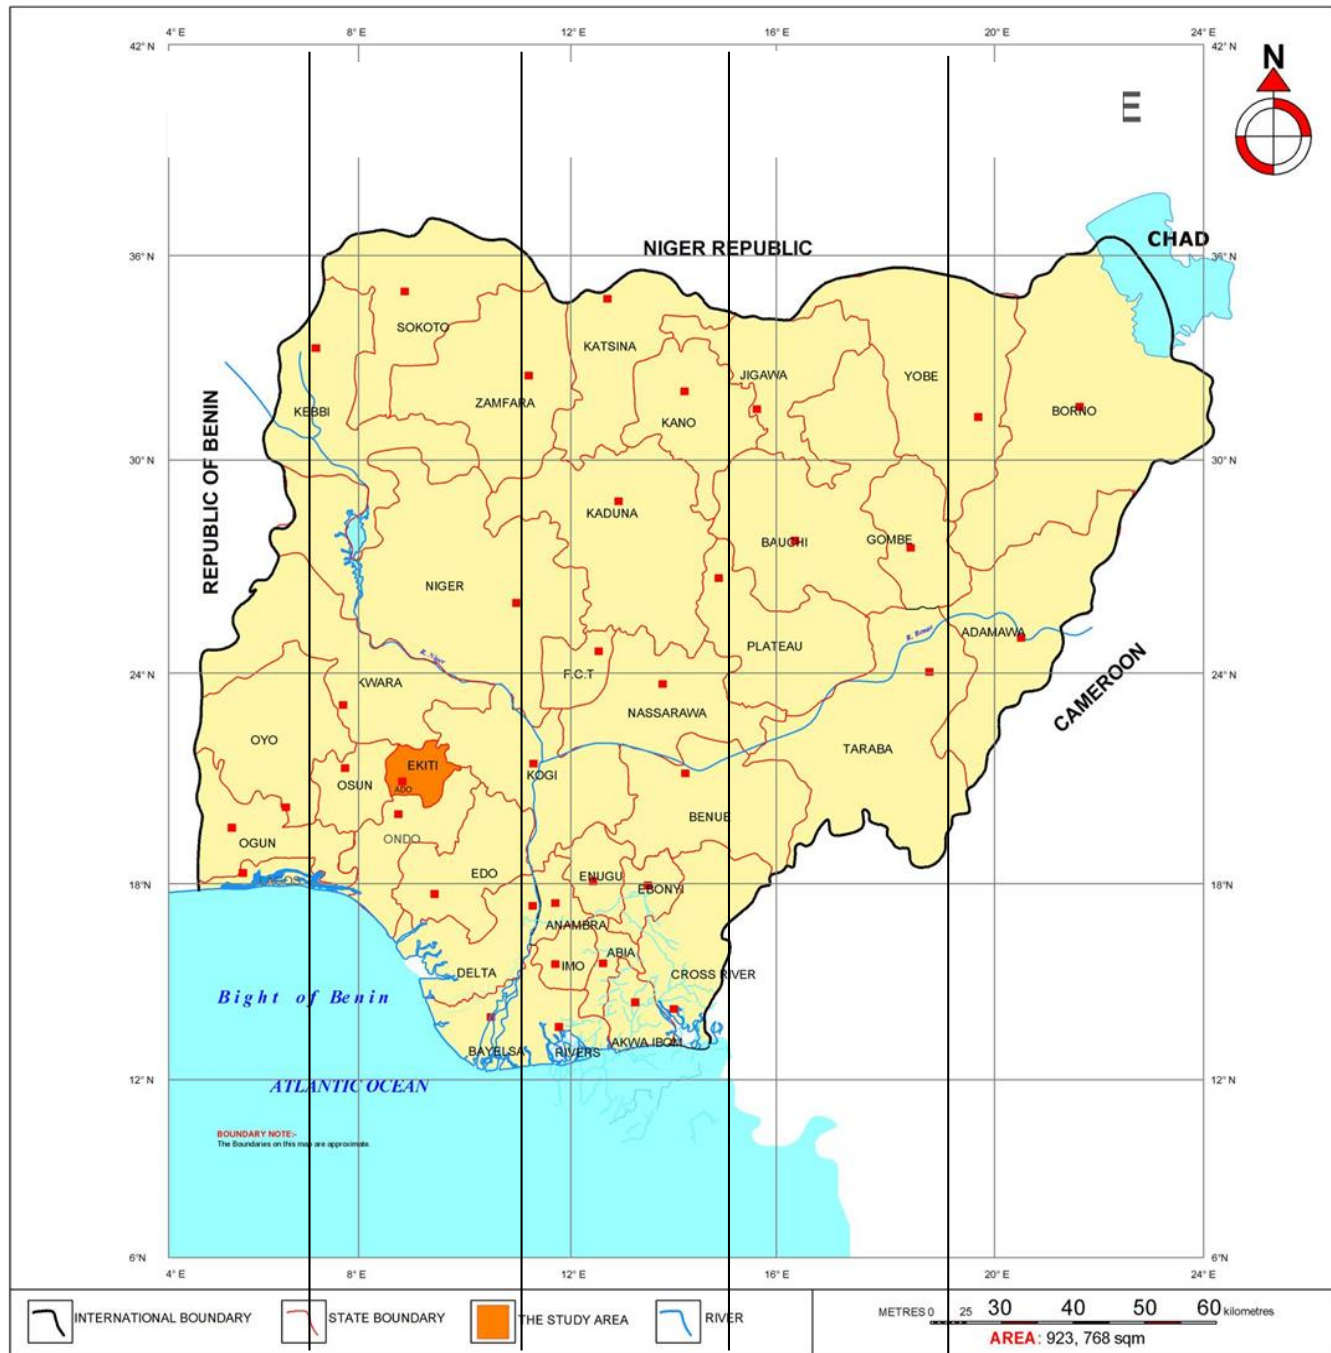 4° E 8° E 12° E 16° E 20° E 24° E
42° N 42° N
N
E
CHAD
NIGER REPUBLIC
36° N 36° N
SOKOTO
KATSINA
JIGAWA
YOBE
KEBBI
ZAMFARA
KANO
BORNO
REPUBLIC OF BENIN
30° N 30° N
KADUNA
BAUCHI
GOMBE
NIGER
ADAMAWA
R. Niger
R. Benue
PLATEAU
CAMEROON
24° N 24° N
F.C.T
KWARA
NASSARAWA
OYO
TARABA
EKITI
KOGI
OSUN
ADO
BENUE
OGUN
ONDO
EDO
ENUGU
LAGOS
EBONYI
18°N 18° N
ANAMBRA
ABIA
IMO
DELTA
CROSS RIVER
Bight of Benin
AKWA IBOM
BAYELSA
RIVERS
12° N 12° N
ATLANTIC OCEAN
BOUNDARY NOTE:-
The Boundaries on this map are approximate.
6°N 6° N
4° E 8° E 12° E 16° E 20° E 24° E
INTERNATIONAL BOUNDARY STATE BOUNDARY THE STUDY AREA RIVER
METRES 0 25 30 40 50 60 kilometres
AREA: 923, 768 sqm